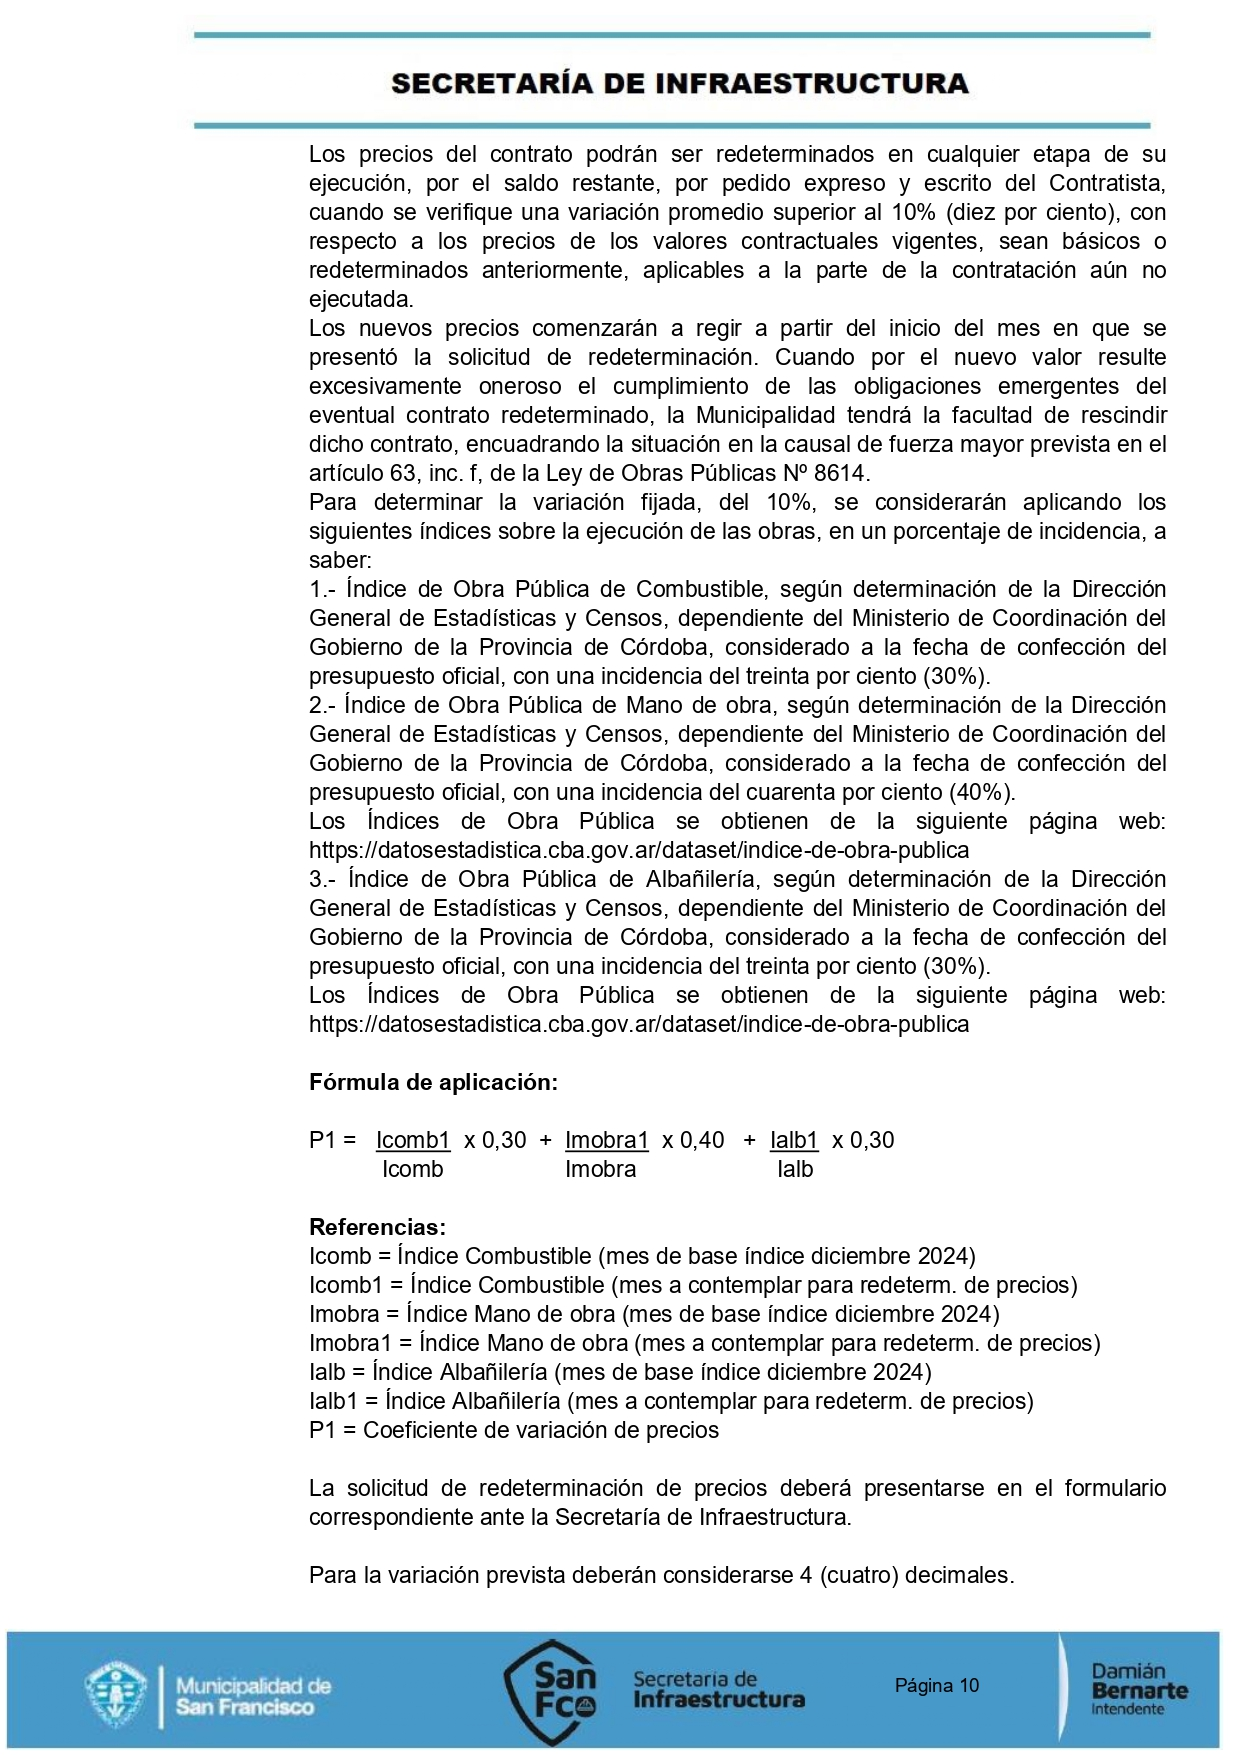 SECRETARÍA DE INFRAESTRUCTURA
Los precios del contrato podrán ser redeterminados en cualquier etapa de su
ejecución, por el saldo restante, por pedido expreso y escrito del Contratista,
cuando se verifique una variación promedio superior al 10% (diez por ciento), con
respecto a los precios de los valores contractuales vigentes, sean básicos o
redeterminados anteriormente, aplicables a la parte de la contratación aún no
ejecutada.
Los nuevos precios comenzarán a regir a partir del inicio del mes en que se
presentó la solicitud de redeterminación. Cuando por el nuevo valor resulte
excesivamente oneroso el cumplimiento de las obligaciones emergentes del
eventual contrato redeterminado, la Municipalidad tendrá la facultad de rescindir
dicho contrato, encuadrando la situación en la causal de fuerza mayor prevista en el
artículo 63, inc. f, de la Ley de Obras Públicas Nº 8614.
Para determinar la variación fijada, del 10%, se considerarán aplicando los
siguientes índices sobre la ejecución de las obras, en un porcentaje de incidencia, a
saber:
1.- Índice de Obra Pública de Combustible, según determinación de la Dirección
General de Estadísticas y Censos, dependiente del Ministerio de Coordinación del
Gobierno de la Provincia de Córdoba, considerado a la fecha de confección del
presupuesto oficial, con una incidencia del treinta por ciento (30%).
2.- Índice de Obra Pública de Mano de obra, según determinación de la Dirección
General de Estadísticas y Censos, dependiente del Ministerio de Coordinación del
Gobierno de la Provincia de Córdoba, considerado a la fecha de confección del
presupuesto oficial, con una incidencia del cuarenta por ciento (40%).
Los Índices de Obra Pública se obtienen de la siguiente página web:
https://datosestadistica.cba.gov.ar/dataset/indice-de-obra-publica
3.- Índice de Obra Pública de Albañilería, según determinación de la Dirección
General de Estadísticas y Censos, dependiente del Ministerio de Coordinación del
Gobierno de la Provincia de Córdoba, considerado a la fecha de confección del
presupuesto oficial, con una incidencia del treinta por ciento (30%).
Los Índices de Obra Pública se obtienen de la siguiente página web:
https://datosestadistica.cba.gov.ar/dataset/indice-de-obra-publica
Fórmula de aplicación:
P1 = Icomb1 x 0,30 + Imobra1 x 0,40 + Ialb1 x 0,30
Icomb Imobra Ialb
Referencias:
Icomb = Índice Combustible (mes de base índice diciembre 2024)
Icomb1 = Índice Combustible (mes a contemplar para redeterm. de precios)
Imobra = Índice Mano de obra (mes de base índice diciembre 2024)
Imobra1 = Índice Mano de obra (mes a contemplar para redeterm. de precios)
Ialb = Índice Albañilería (mes de base índice diciembre 2024)
Ialb1 = Índice Albañilería (mes a contemplar para redeterm. de precios)
P1 = Coeficiente de variación de precios
La solicitud de redeterminación de precios deberá presentarse en el formulario
correspondiente ante la Secretaría de Infraestructura.
Para la variación prevista deberán considerarse 4 (cuatro) decimales.
Municipalidad de
San Francisco
San
Fco
Secretaria de
Infraestructura
Página 10
Damián
Bernarte
Intendente